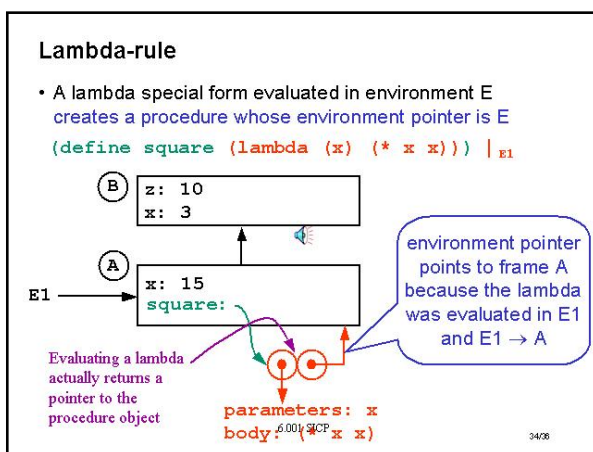 Lambda-rule
• A lambda special form evaluated in environment E
creates a procedure whose environment pointer is E
(define square (lambda (x) (* x x))) |E1
B
z: 10
x: 3
A
x: 15
square:
E1
environment pointer
points to frame A
because the lambda
was evaluated in E1
and E1 → A
Evaluating a lambda
actually returns a
pointer to the
procedure object
parameters: x
body: (* x x)
6.001 SICP
34/36